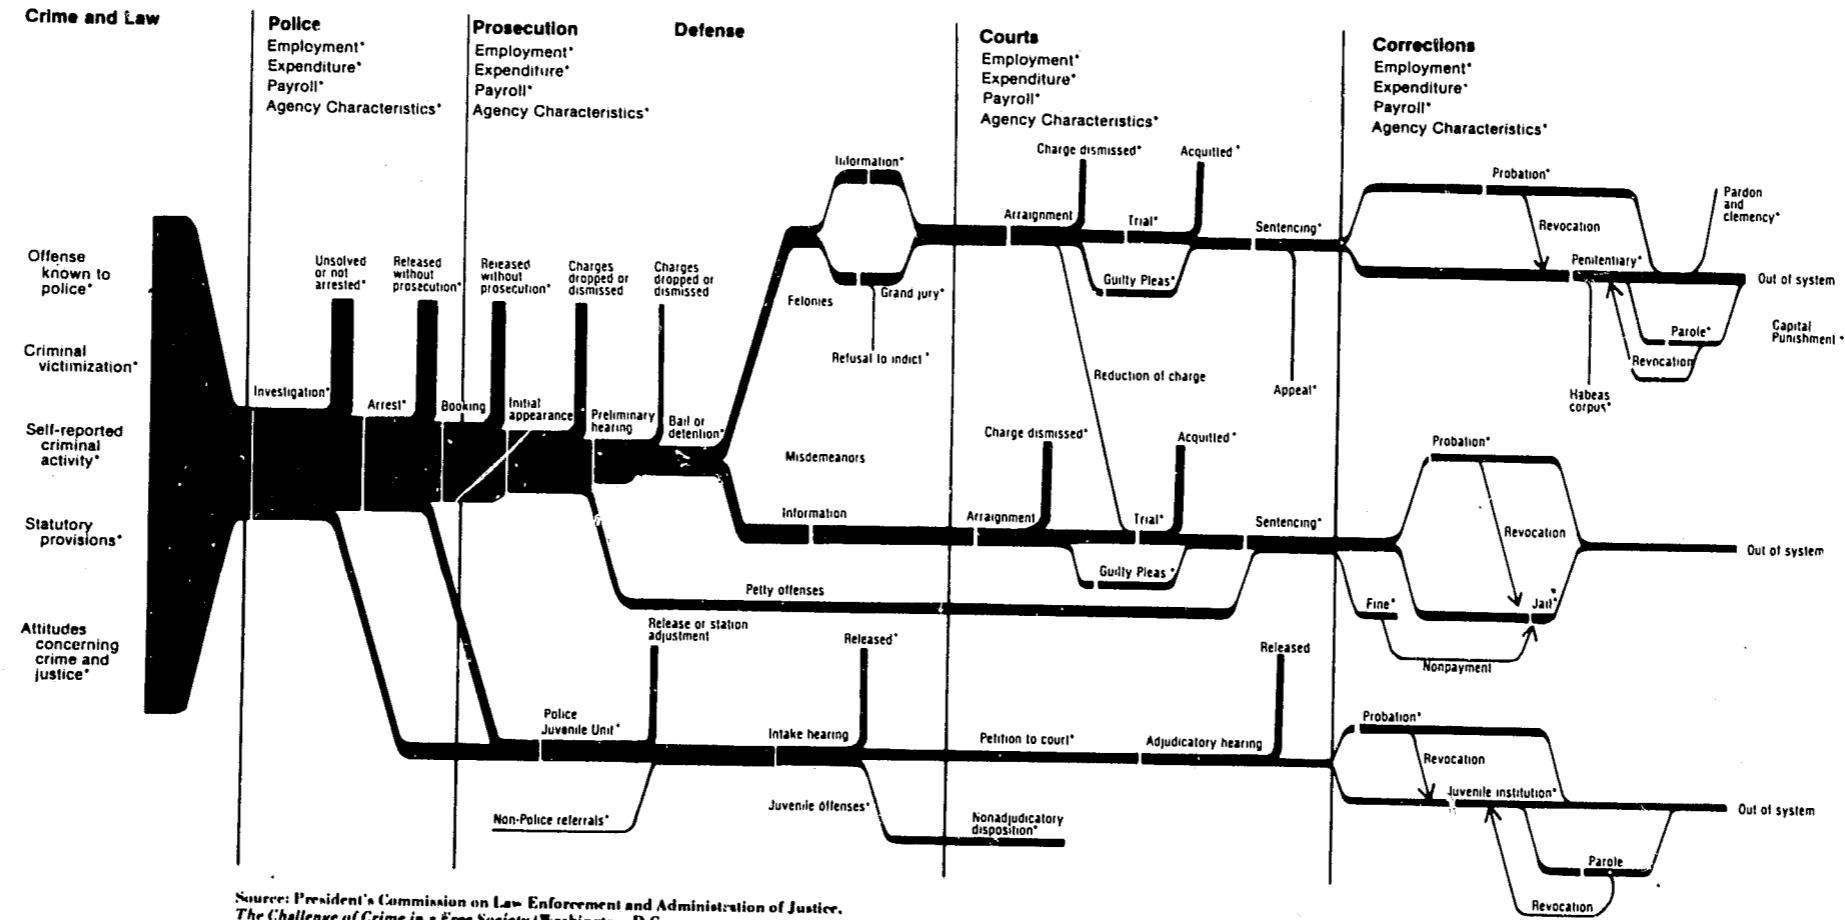 Crime and Law
Police
Employment*
Expenditure*
Payroll*
Agency Characteristics*
Prosecution
Employment*
Expenditure*
Payroll*
Agency Characteristics*
Defense
Courts
Employment*
Expenditure*
Payroll*
Agency Characteristics*
Corrections
Employment*
Expenditure*
Payroll*
Agency Characteristics*
Offense
known to
police*
Criminal
victimization*
Self-reported
criminal
activity*
Statutory
provisions*
Attitudes
concerning
crime and
justice*
Investigation*
Unsolved
or not
arrested*
Arrest*
Released
without
prosecution*
Booking
Released
without
prosecution*
Initial
appearance
Charges
dropped or
dismissed
Preliminary
hearing
Charges
dropped or
dismissed
Bail or
detention*
Felonies
Information*
Grand jury*
Refusal to indict*
Arraignment
Charge dismissed*
Trial*
Acquitted*
Guilty Pleas*
Sentencing*
Reduction of charge
Appeal*
Probation*
Revocation
Penitentiary*
Pardon
and
clemency*
Out of system
Parole*
Revocation
Capital
Punishment*
Habeas
corpus*
Misdemeanors
Information
Arraignment
Charge dismissed*
Trial*
Acquitted*
Guilty Pleas*
Sentencing*
Probation*
Revocation
Jail*
Fine*
Nonpayment
Out of system
Petty offenses
Release or station
adjustment
Police
Juvenile Unit*
Non-Police referrals*
Intake hearing
Released*
Juvenile offenses*
Nonadjudicatory
disposition*
Petition to court*
Adjudicatory hearing
Released
Probation*
Revocation
Juvenile institution*
Out of system
Parole
Revocation
Source: President's Commission on Law Enforcement and Administration of Justice.
The Challenge of Crime in a Free Society